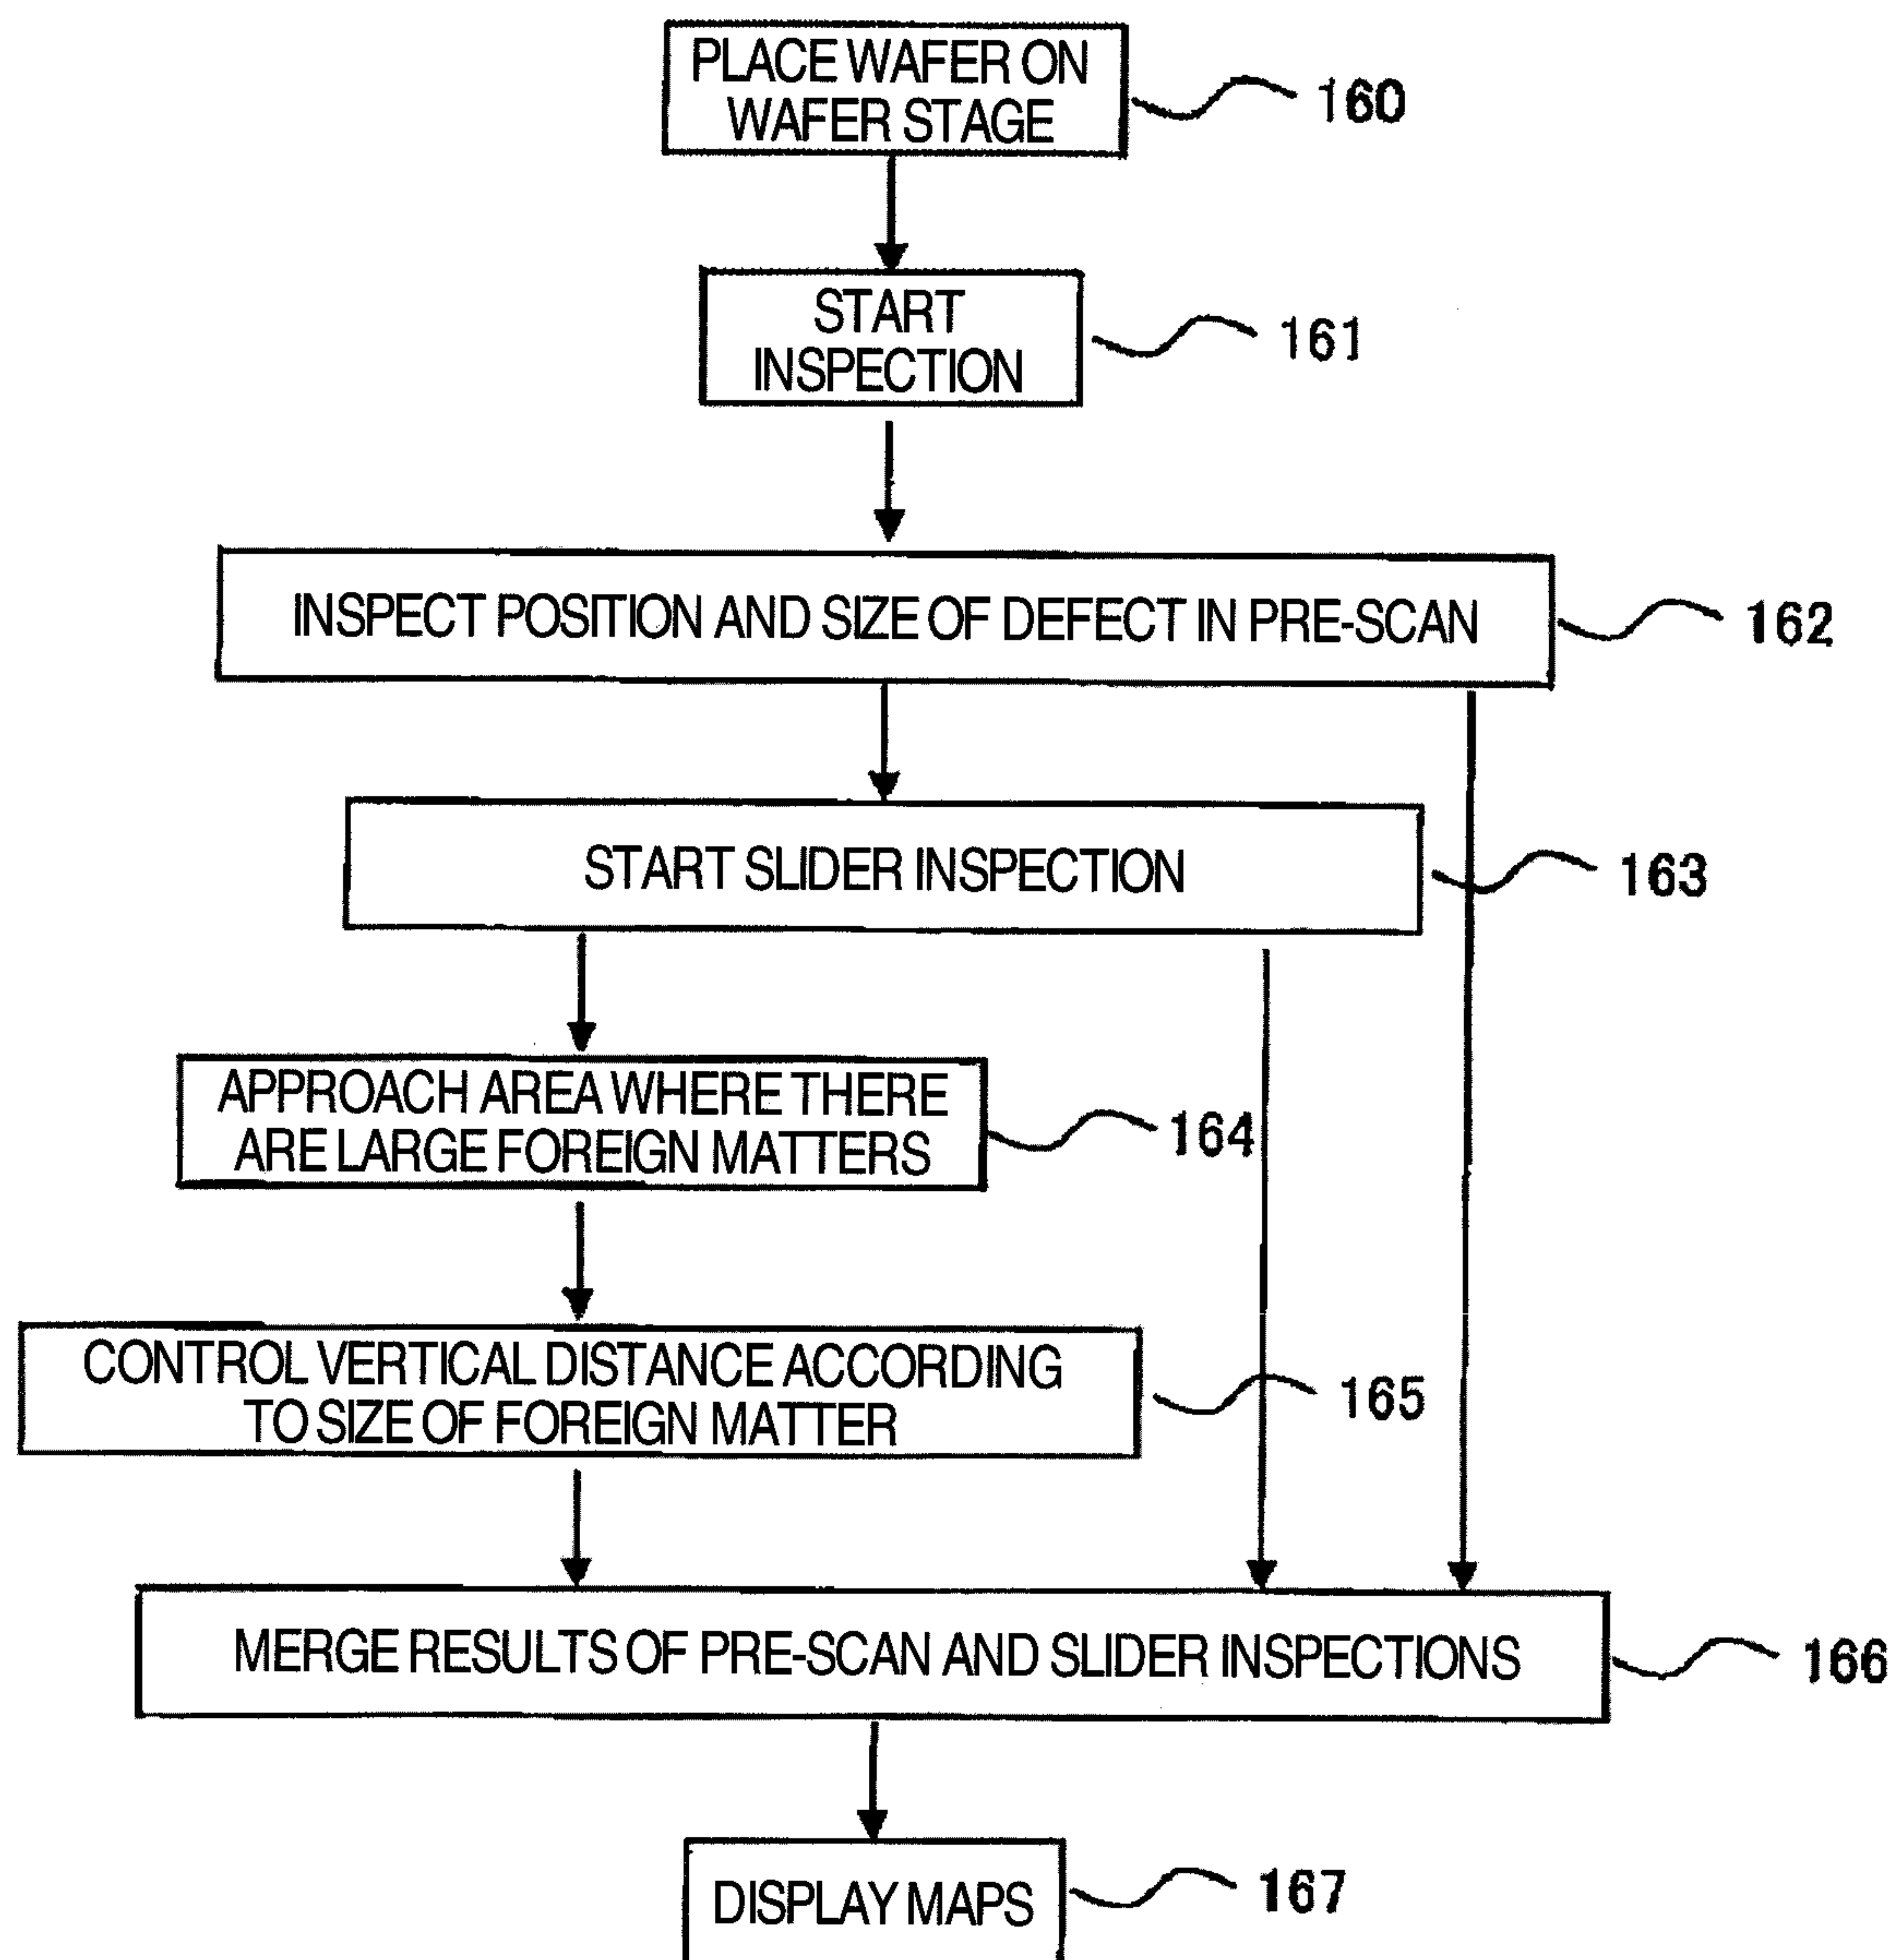 PLACE WAFER ON
WAFER STAGE
160
START
INSPECTION
161
INSPECT POSITION AND SIZE OF DEFECT IN PRE-SCAN
162
START SLIDER INSPECTION
163
APPROACH AREA WHERE THERE
ARE LARGE FOREIGN MATTERS
164
CONTROL VERTICAL DISTANCE ACCORDING
TO SIZE OF FOREIGN MATTER
165
MERGE RESULTS OF PRE-SCAN AND SLIDER INSPECTIONS
166
DISPLAY MAPS
167